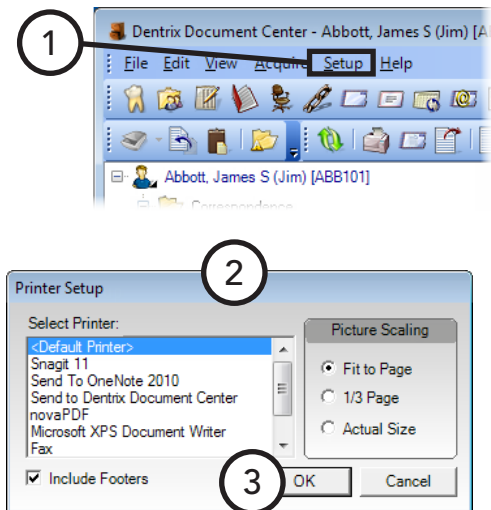 1
Dentrix Document Center - Abbott, James S (Jim) [A
File Edit View Acquire Setup Help
Abbott, James S (Jim) [ABB101]
Correspondence
2
Printer Setup
Select Printer:
<Default Printer>
Snagit 11
Send To OneNote 2010
Send to Dentrix Document Center
novaPDF
Microsoft XPS Document Writer
Fax
Picture Scaling
Fit to Page
1/3 Page
Actual Size
Include Footers
3
OK
Cancel